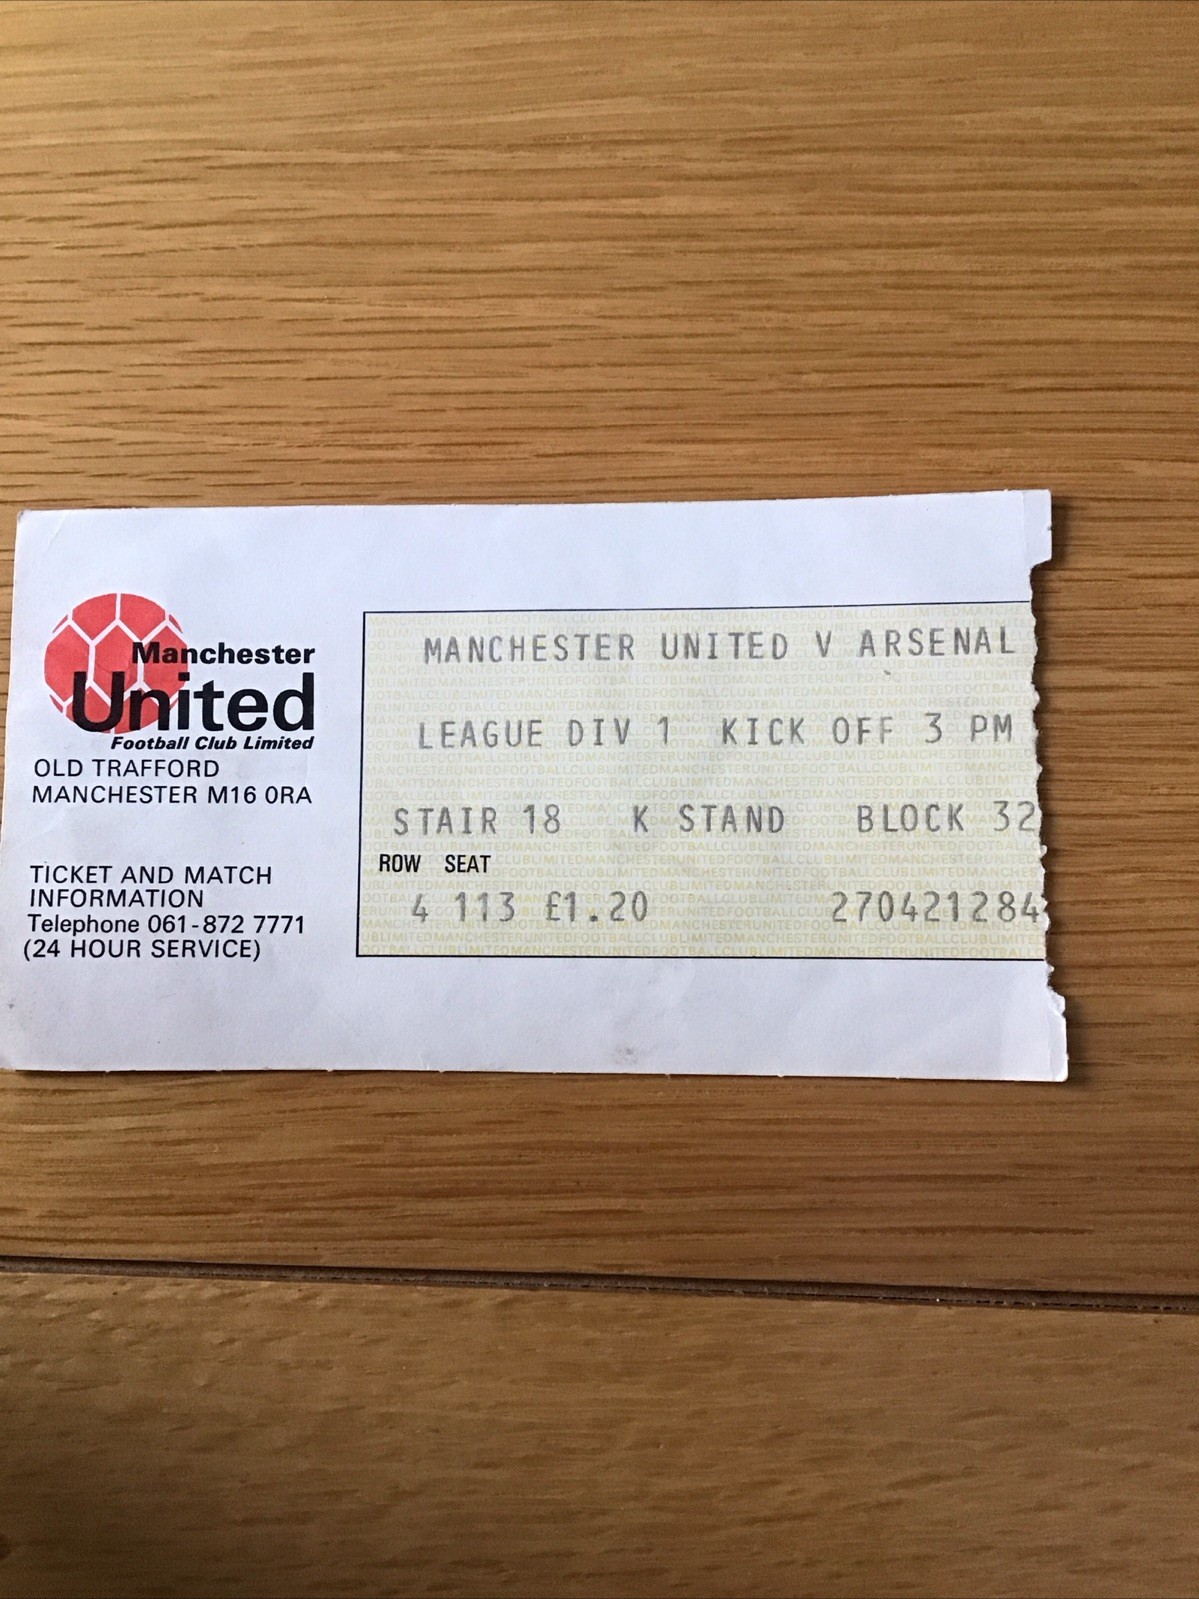 Manchester
United
Football Club Limited
OLD TRAFFORD
MANCHESTER M16 0RA
TICKET AND MATCH
INFORMATION
Telephone 061-872 7771
(24 HOUR SERVICE)
MANCHESTER UNITED V ARSENAL
LEAGUE DIV 1 KICK OFF 3 PM
STAIR 18 K STAND BLOCK 32
ROW SEAT
4 113 £1.20 270421284